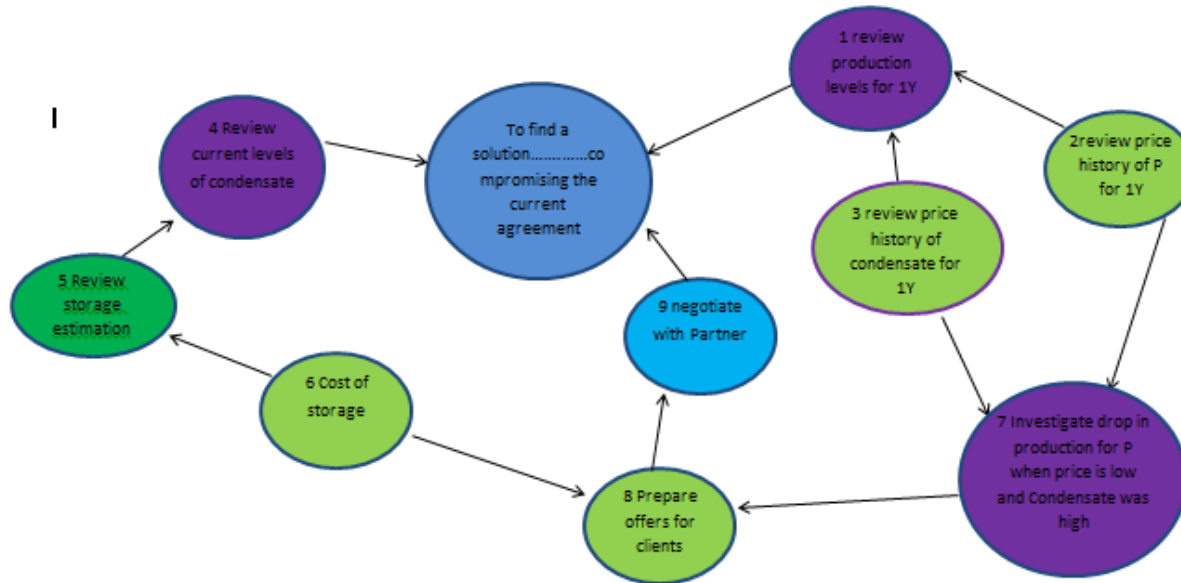 I
1 review
production
levels for 1Y
To find a
solution…………co
mpromising the
current
agreement
4 Review
current levels
of condensate
2review price
history of P
for 1Y
3 review price
history of
condensate for
1Y
5 Review
storage
estimation
9 negotiate
with Partner
6 Cost of
storage
7 Investigate drop in
production for P
when price is low
and Condensate was
high
8 Prepare
offers for
clients